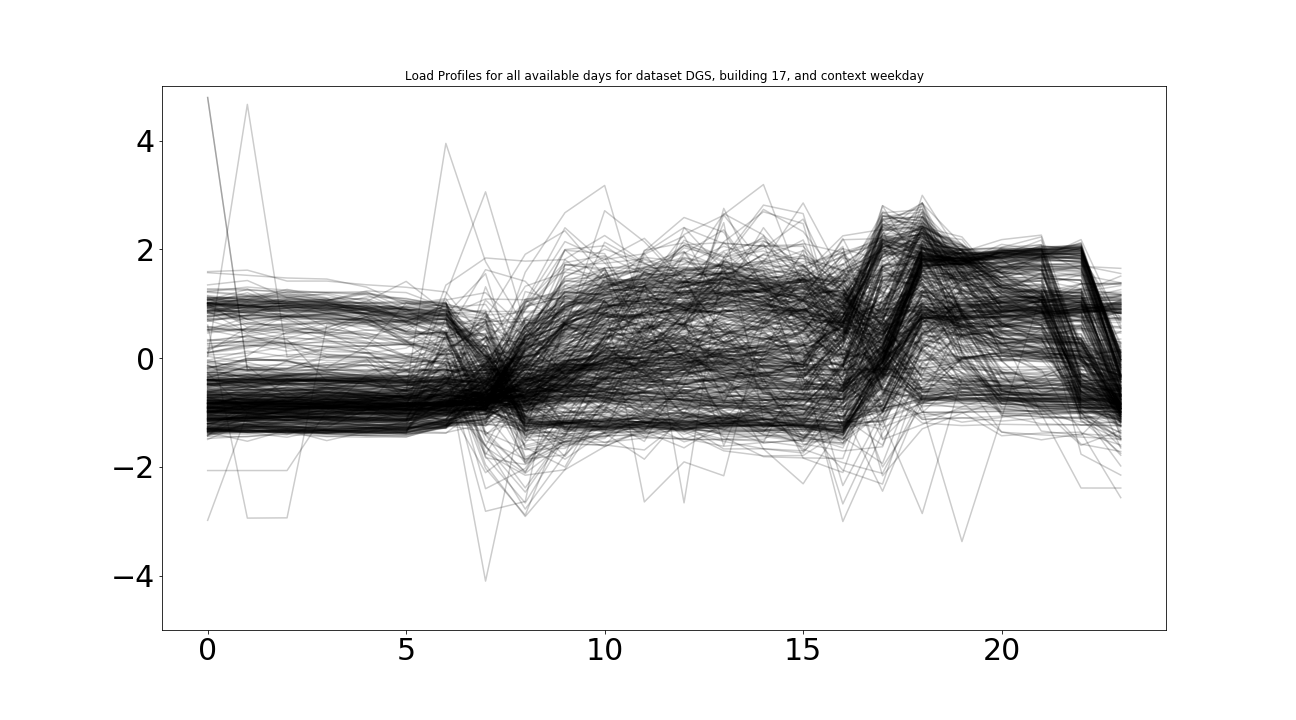 Load Profiles for all available days for dataset DGS, building 17, and context weekday
4
2
0
−2
−4
0 5 10 15 20